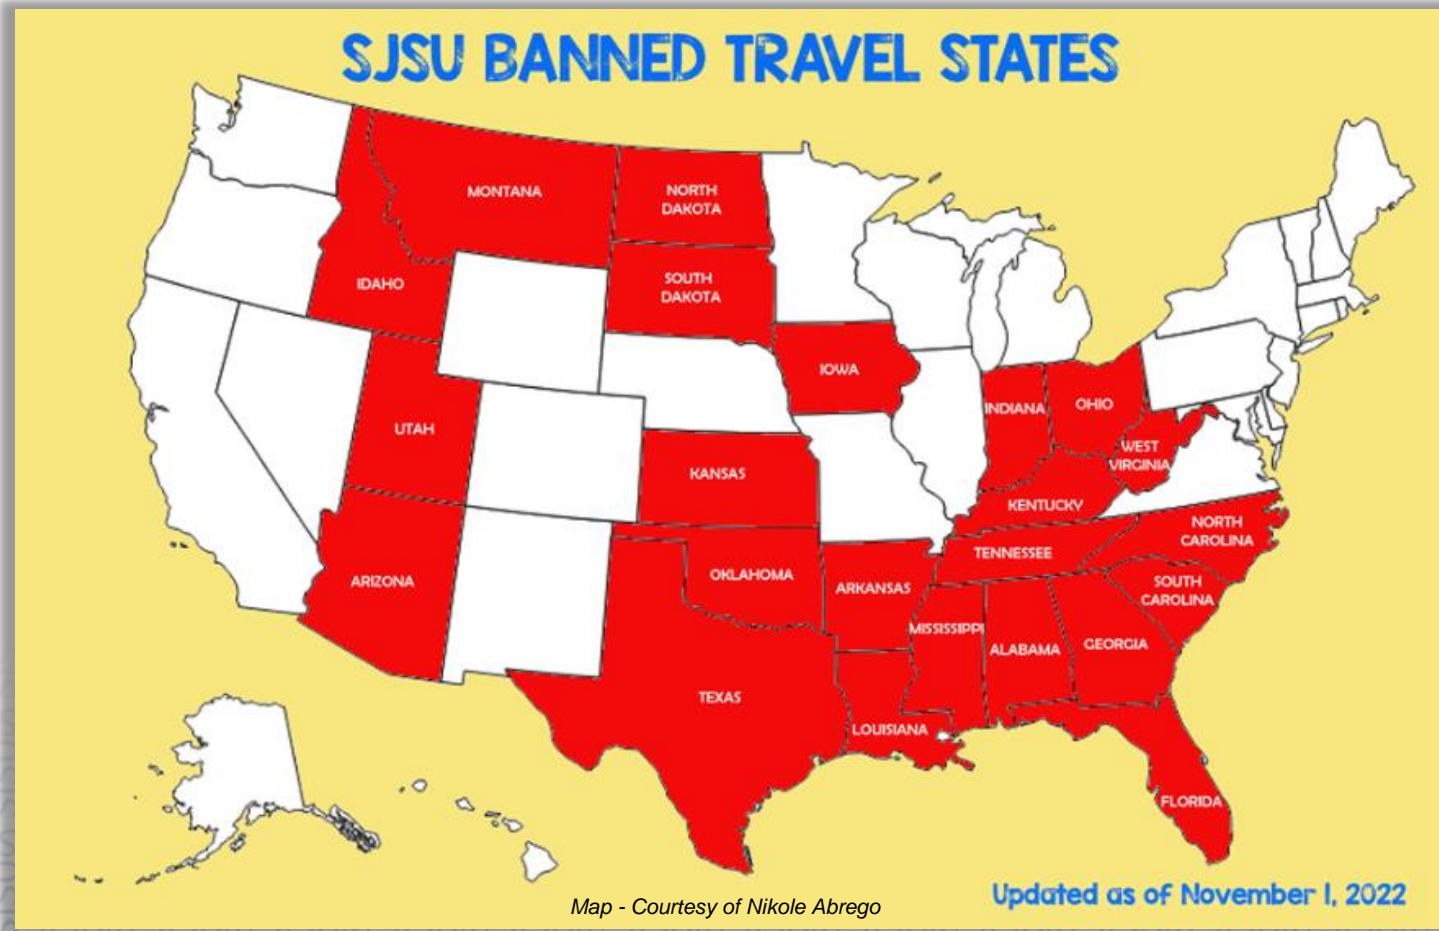 SJSU BANNED TRAVEL STATES
MONTANA
NORTH
DAKOTA
IDAHO
SOUTH
DAKOTA
IOWA
UTAH
INDIANA
OHIO
WEST
VIRGINIA
KANSAS
KENTUCKY
NORTH
CAROLINA
TENNESSEE
ARIZONA
OKLAHOMA
ARKANSAS
SOUTH
CAROLINA
MISSISSIPPI
ALABAMA
GEORGIA
TEXAS
LOUISIANA
FLORIDA
Updated as of November 1, 2022
Map - Courtesy of Nikole Abrego